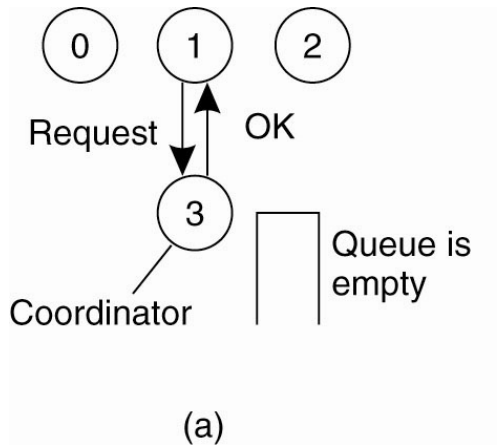 0 1 2
Request OK
3
Queue is
empty
Coordinator
(a)